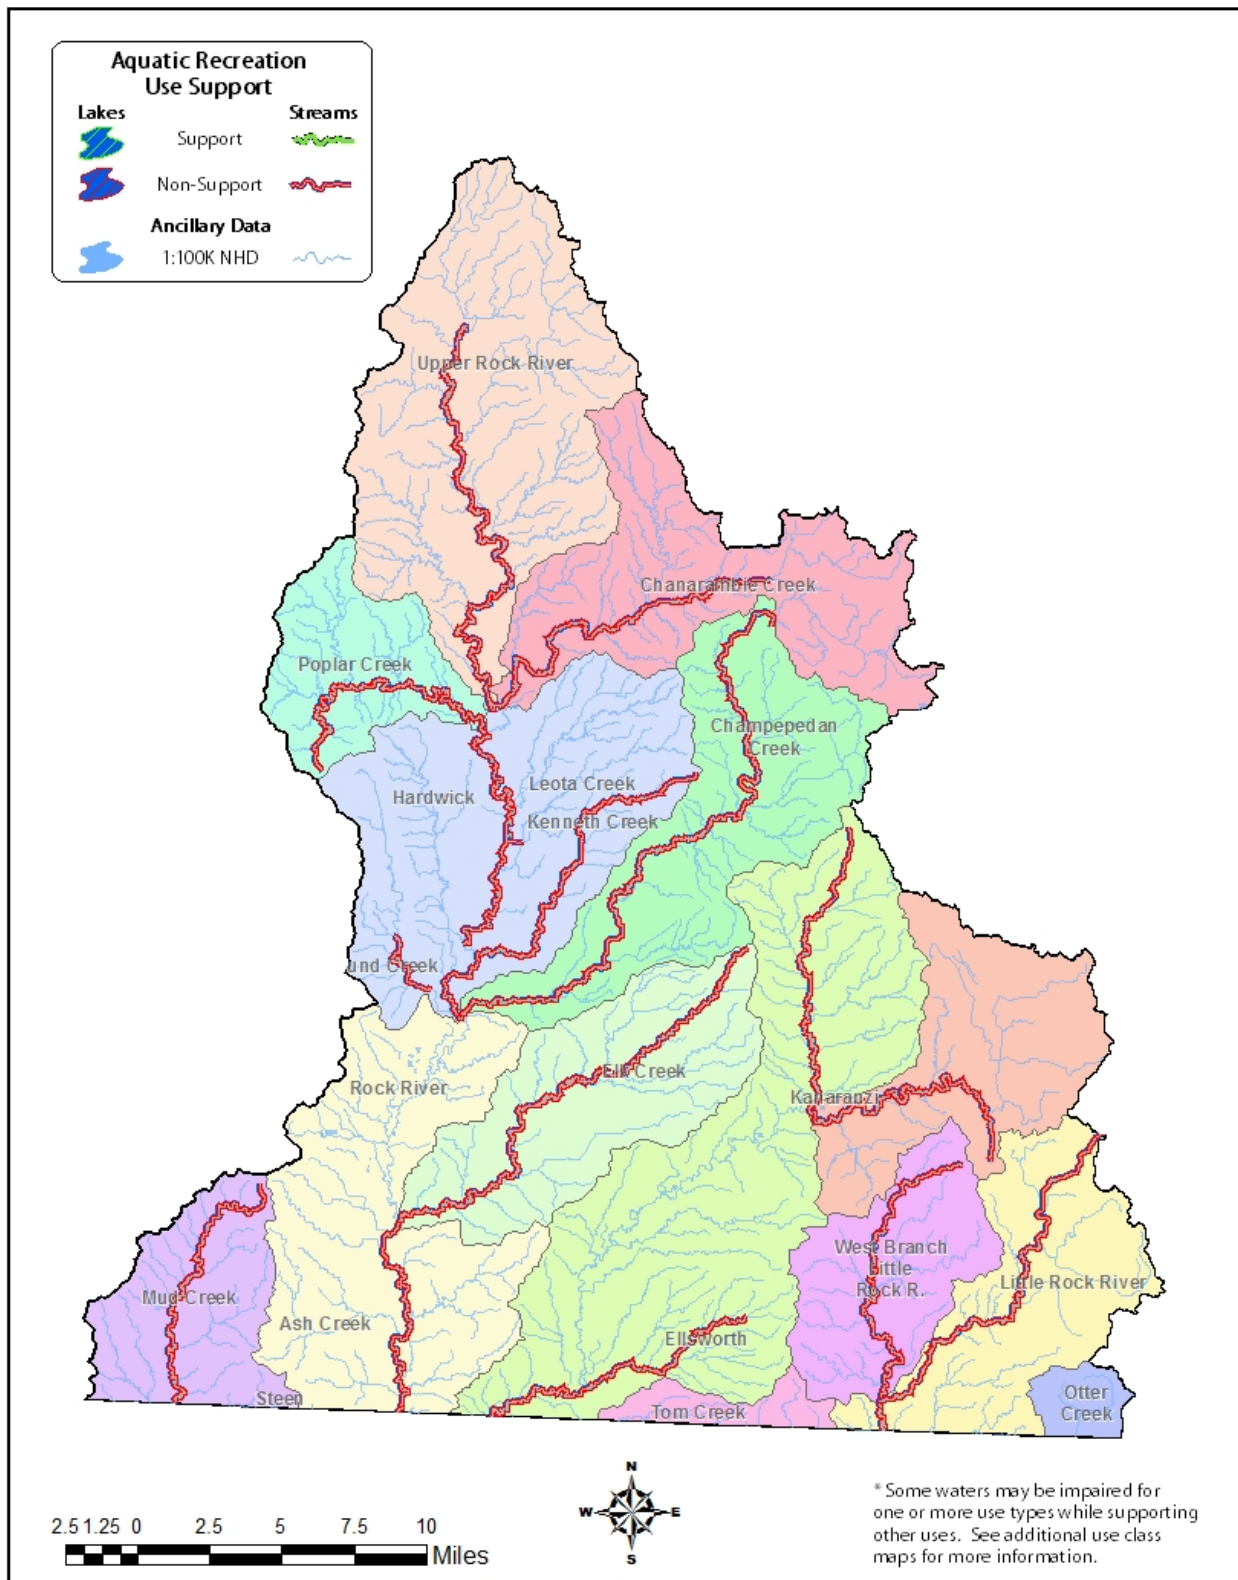 Aquatic Recreation
Use Support
Lakes Streams
Support
Non-Support
Ancillary Data
1:100K NHD
Upper Rock River
Chanarambie Creek
Poplar Creek
Champepedan
Creek
Leota Creek
Hardwick
Kenneth Creek
und Creek
Elk Creek
Rock River
Kanaranzi
West Branch
Little
Rock R.
Little Rock River
Mud Creek
Ash Creek
Ellsworth
Steen
Tom Creek
Otter
Creek
N
W E
S
2.5 1.25 0 2.5 5 7.5 10
Miles
* Some waters may be impaired for
one or more use types while supporting
other uses. See additional use class
maps for more information.